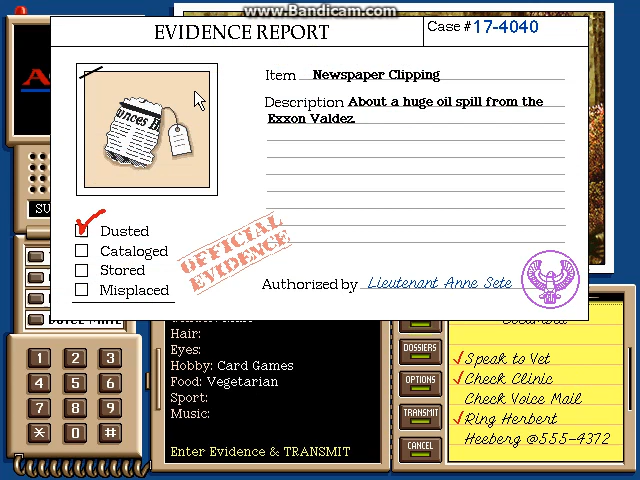 www.Bandicam.com
EVIDENCE REPORT
Case # 17-4040
Item Newspaper Clipping
Description About a huge oil spill from the
Exxon Valdez.
Dusted
Cataloged
Stored
Misplaced
OFFICIAL
EVIDENCE
Authorized by Lieutenant Anne Sete
Hair:
Eyes:
Hobby: Card Games
Food: Vegetarian
Sport:
Music:
Enter Evidence & TRANSMIT
DOSSIERS
OPTIONS
TRANSMIT
CANCEL
Speak to Vet
Check Clinic
Check Voice Mail
Ring Herbert
Heeberg @555-4372
1 2 3
4 5 6
7 8 9
* 0 #